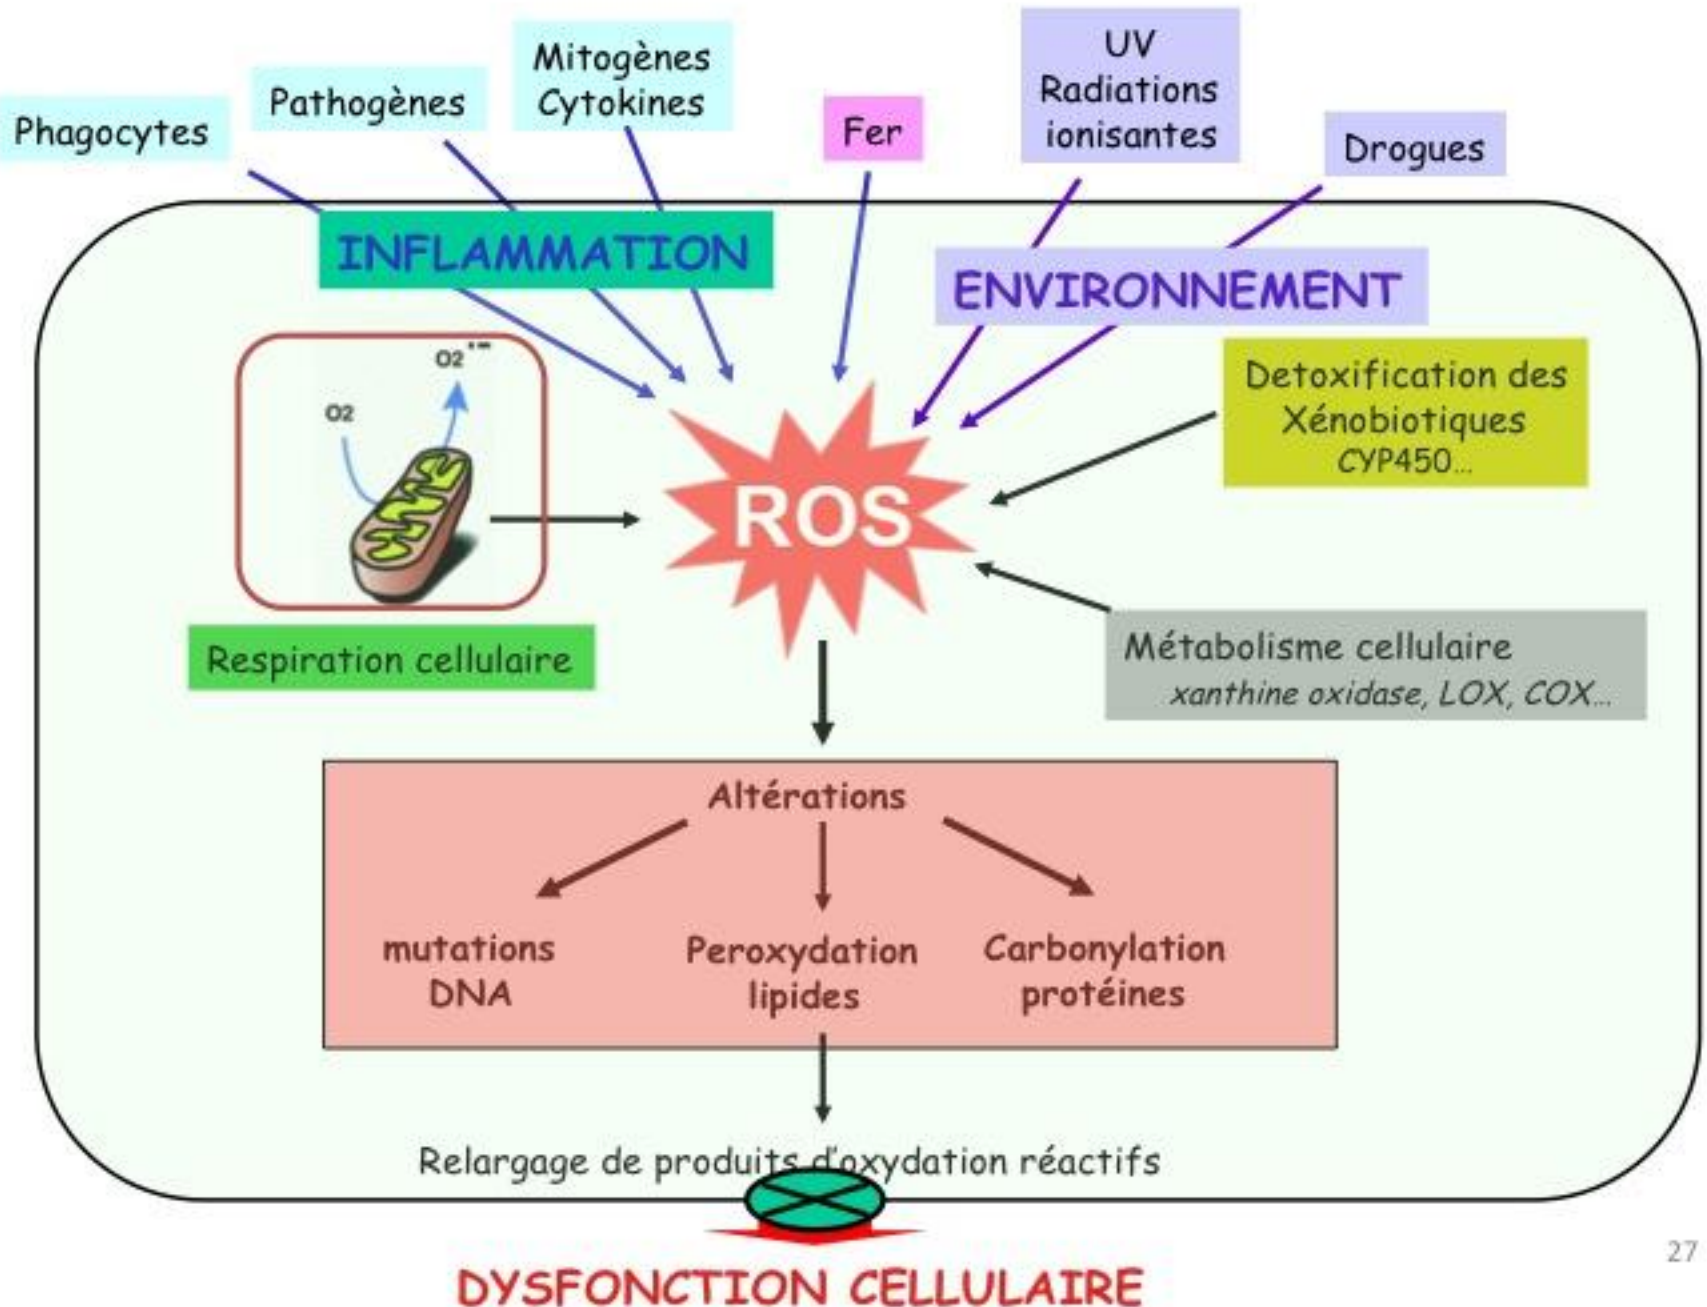 Phagocytes
Pathogènes
Mitogènes
Cytokines
Fer
UV
Radiations
ionisantes
Drogues
INFLAMMATION
ENVIRONNEMENT
O2 •−
O2
Detoxification des
Xénobiotiques
CYP450...
ROS
Respiration cellulaire
Métabolisme cellulaire
xanthine oxidase, LOX, COX...
Altérations
mutations
DNA
Peroxydation
lipides
Carbonylation
protéines
Relargage de produits d'oxydation réactifs
DYSFONCTION CELLULAIRE
27